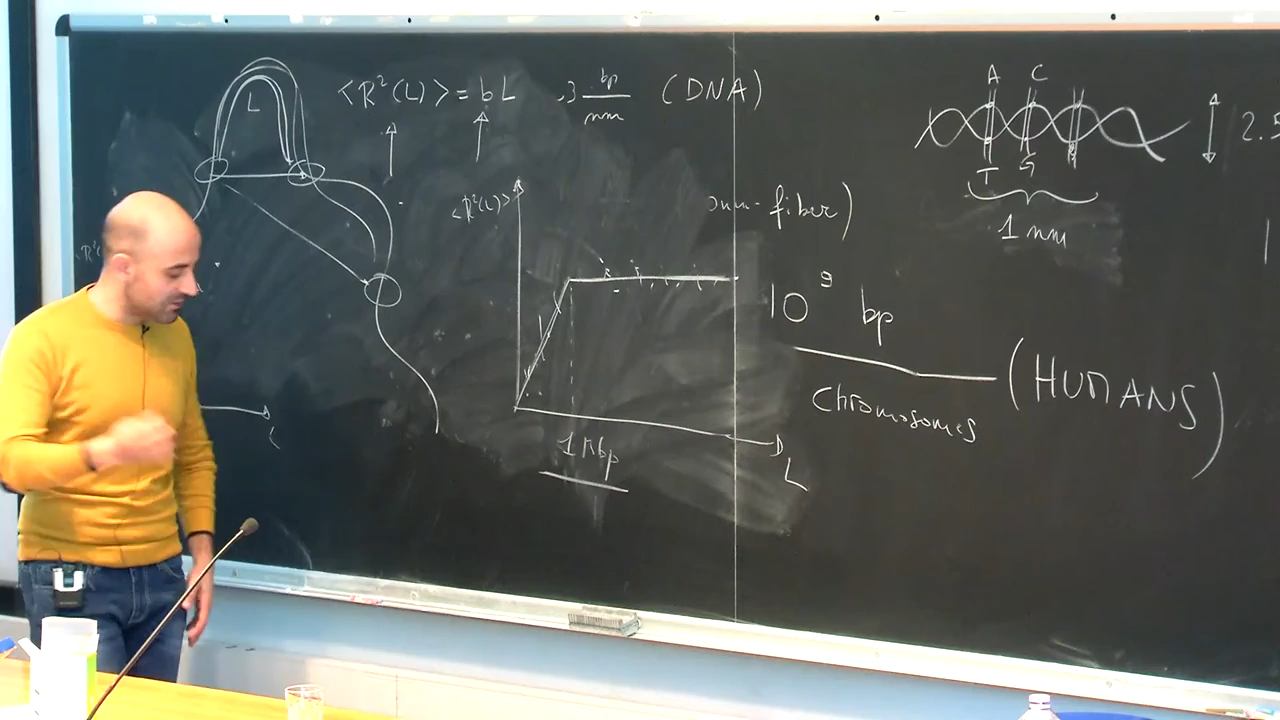 L
<R²(L)> = bL
,3 bp/nm (DNA)
A C
T G
1 nm
2.5
<R²(L)>
nm-fiber)
10⁹ bp
chromosomes
(HUMANS)
1 Mbp
L
<R²(
L